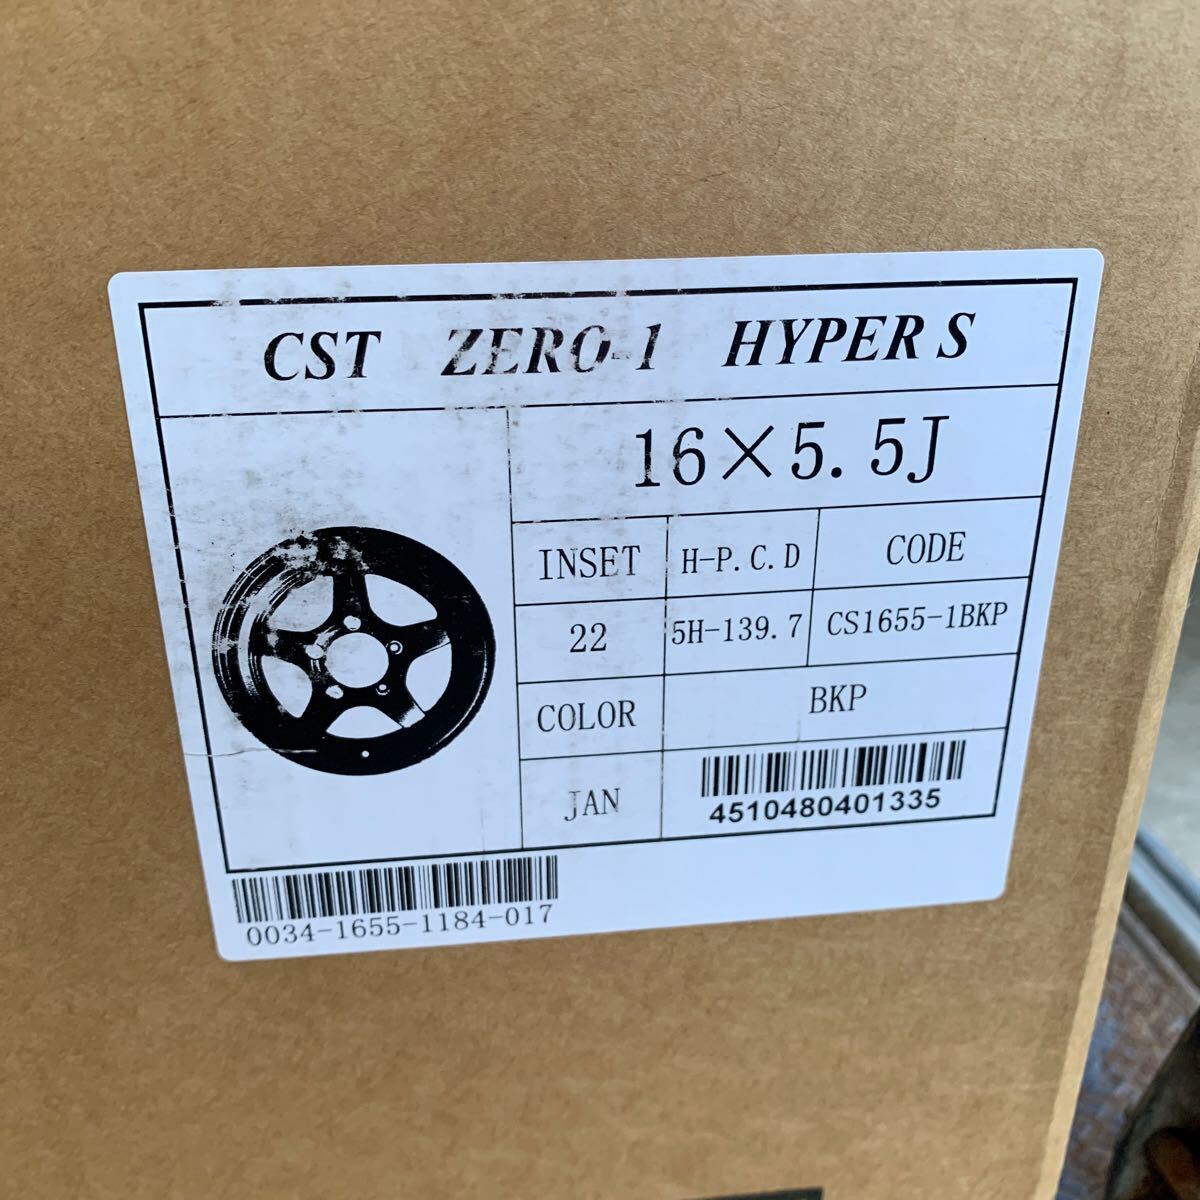 CST ZERO-1 HYPER S
16×5.5J
INSET H-P.C.D CODE
22 5H-139.7 CS1655-1BKP
COLOR BKP
JAN 4510480401335
0034-1655-1184-017